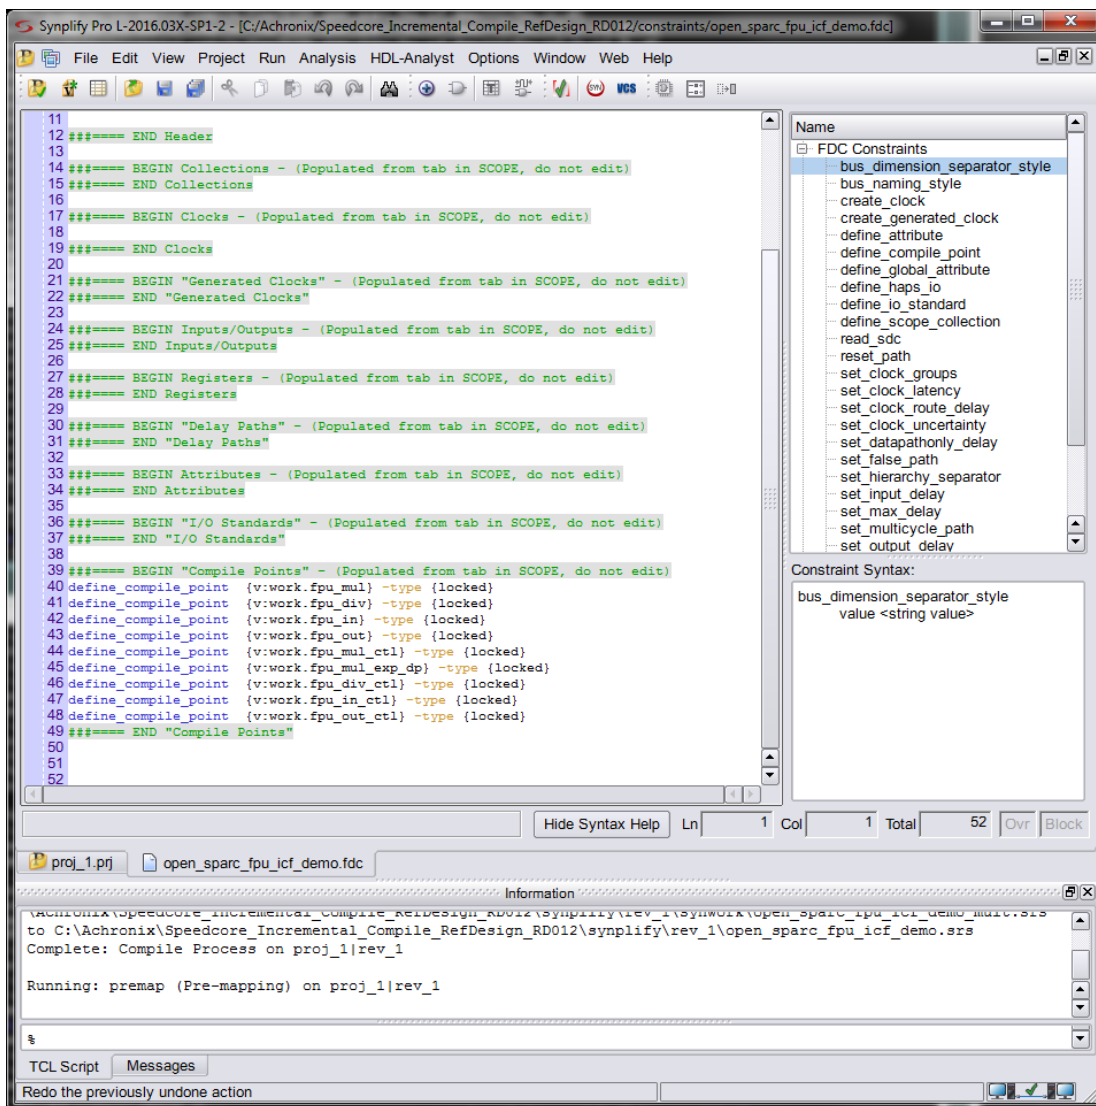 Synplify Pro L-2016.03X-SP1-2 - [C:/Achronix/Speedcore_Incremental_Compile_RefDesign_RD012/constraints/open_sparc_fpu_icf_demo.fdc]
File Edit View Project Run Analysis HDL-Analyst Options Window Web Help
SYN VCS
11
12 ###==== END Header
13
14 ###==== BEGIN Collections - (Populated from tab in SCOPE, do not edit)
15 ###==== END Collections
16
17 ###==== BEGIN Clocks - (Populated from tab in SCOPE, do not edit)
18
19 ###==== END Clocks
20
21 ###==== BEGIN "Generated Clocks" - (Populated from tab in SCOPE, do not edit)
22 ###==== END "Generated Clocks"
23
24 ###==== BEGIN Inputs/Outputs - (Populated from tab in SCOPE, do not edit)
25 ###==== END Inputs/Outputs
26
27 ###==== BEGIN Registers - (Populated from tab in SCOPE, do not edit)
28 ###==== END Registers
29
30 ###==== BEGIN "Delay Paths" - (Populated from tab in SCOPE, do not edit)
31 ###==== END "Delay Paths"
32
33 ###==== BEGIN Attributes - (Populated from tab in SCOPE, do not edit)
34 ###==== END Attributes
35
36 ###==== BEGIN "I/O Standards" - (Populated from tab in SCOPE, do not edit)
37 ###==== END "I/O Standards"
38
39 ###==== BEGIN "Compile Points" - (Populated from tab in SCOPE, do not edit)
40 define_compile_point {v:work.fpu_mul} -type {locked}
41 define_compile_point {v:work.fpu_div} -type {locked}
42 define_compile_point {v:work.fpu_in} -type {locked}
43 define_compile_point {v:work.fpu_out} -type {locked}
44 define_compile_point {v:work.fpu_mul_ctl} -type {locked}
45 define_compile_point {v:work.fpu_mul_exp_dp} -type {locked}
46 define_compile_point {v:work.fpu_div_ctl} -type {locked}
47 define_compile_point {v:work.fpu_in_ctl} -type {locked}
48 define_compile_point {v:work.fpu_out_ctl} -type {locked}
49 ###==== END "Compile Points"
50
51
52
Name
FDC Constraints
bus_dimension_separator_style
bus_naming_style
create_clock
create_generated_clock
define_attribute
define_compile_point
define_global_attribute
define_haps_io
define_io_standard
define_scope_collection
read_sdc
reset_path
set_clock_groups
set_clock_latency
set_clock_route_delay
set_clock_uncertainty
set_datapathonly_delay
set_false_path
set_hierarchy_separator
set_input_delay
set_max_delay
set_multicycle_path
set_output_delay
Constraint Syntax:
bus_dimension_separator_style
value <string value>
Hide Syntax Help Ln 1 Col 1 Total 52 Ovr Block
proj_1.prj open_sparc_fpu_icf_demo.fdc
Information
\Achronix\Speedcore_Incremental_Compile_RefDesign_RD012\synplify\rev_1\synwork\open_sparc_fpu_icf_demo_mult.srs
to C:\Achronix\Speedcore_Incremental_Compile_RefDesign_RD012\synplify\rev_1\open_sparc_fpu_icf_demo.srs
Complete: Compile Process on proj_1|rev_1
Running: premap (Pre-mapping) on proj_1|rev_1
%
TCL Script Messages
Redo the previously undone action